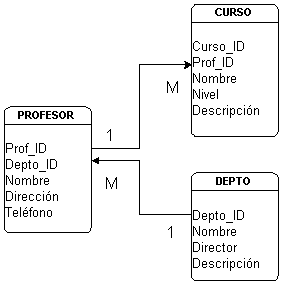 CURSO
Curso_ID
Prof_ID
Nombre
Nivel
Descripción
M
PROFESOR
1
Prof_ID
Depto_ID
Nombre
Dirección
Teléfono
M
DEPTO
1
Depto_ID
Nombre
Director
Descripción